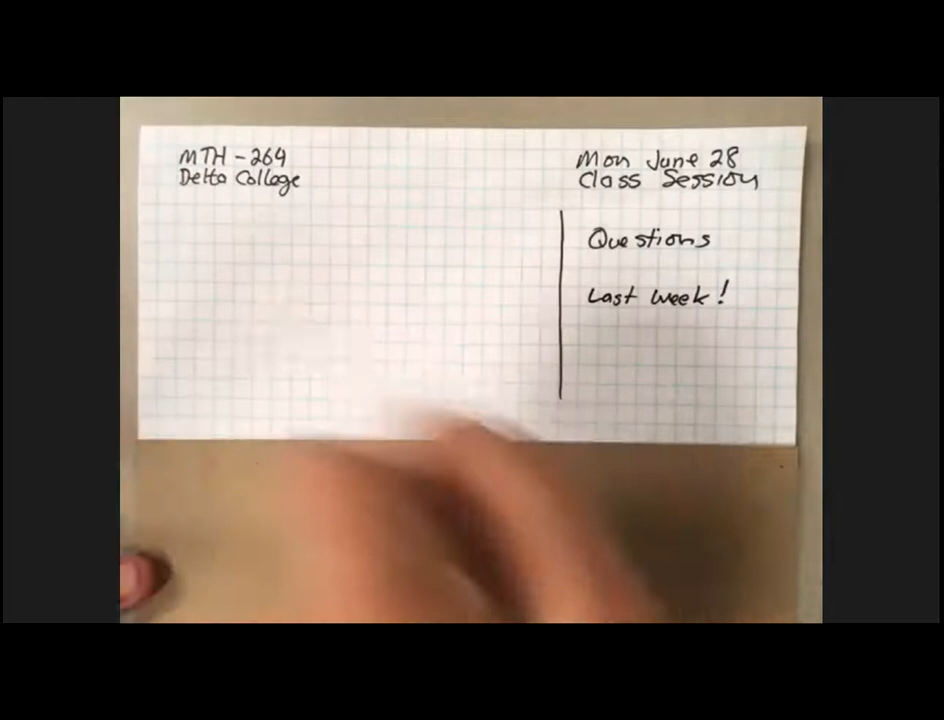 MTH - 264
Delta College
Mon June 28
Class Session
Questions
Last week!